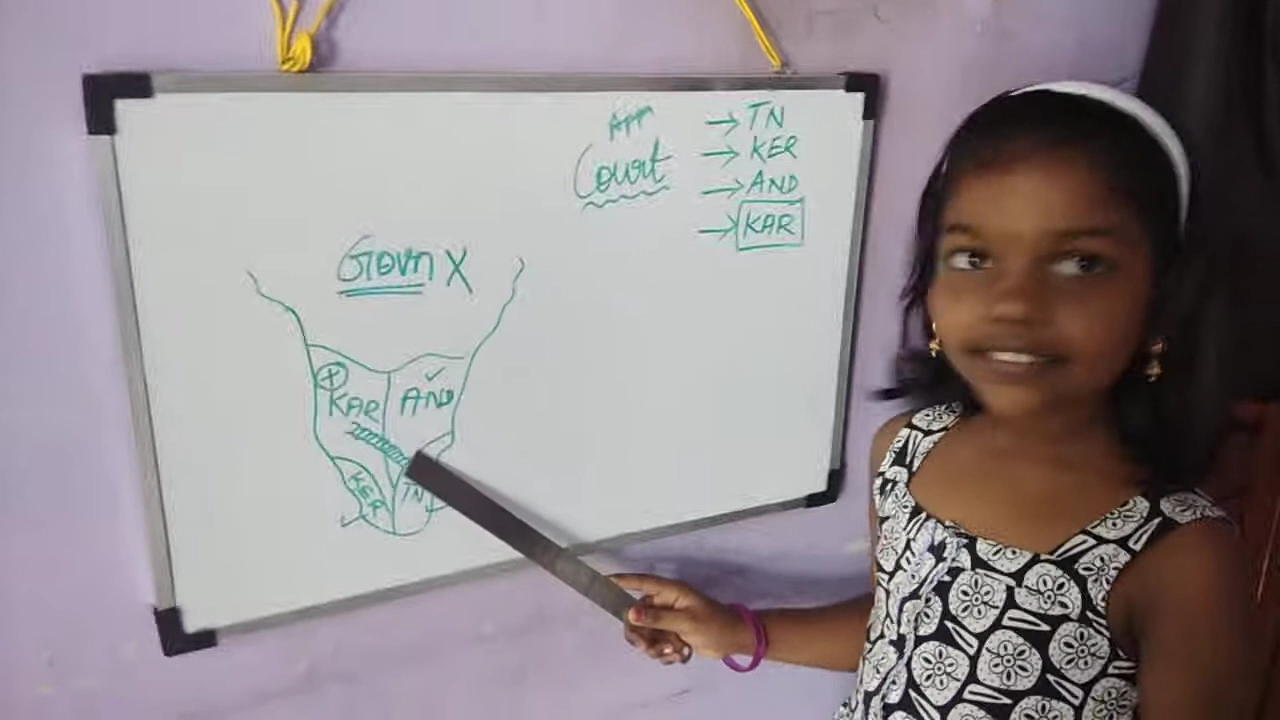 APP
Court
→ TN
→ KER
→ AND
→ KAR
Govn X
KAR
AND
KER
TN